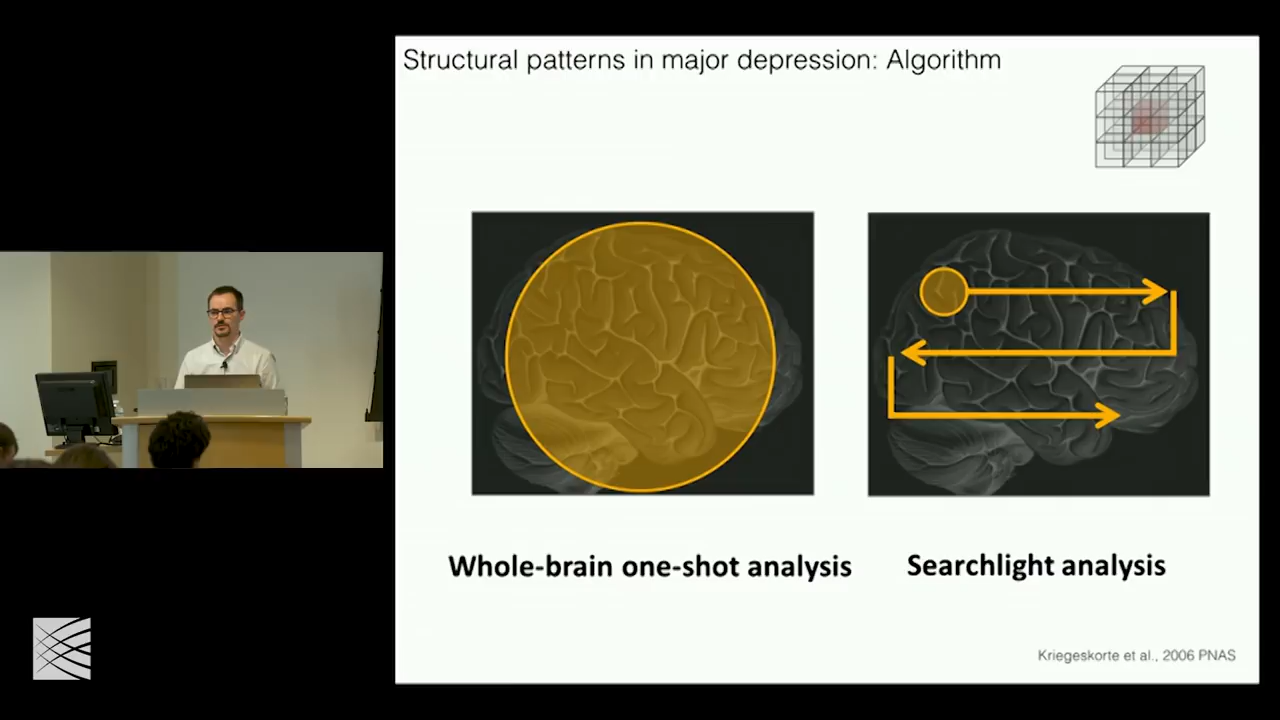 Structural patterns in major depression: Algorithm
Whole-brain one-shot analysis
Searchlight analysis
Kriegeskorte et al., 2006 PNAS